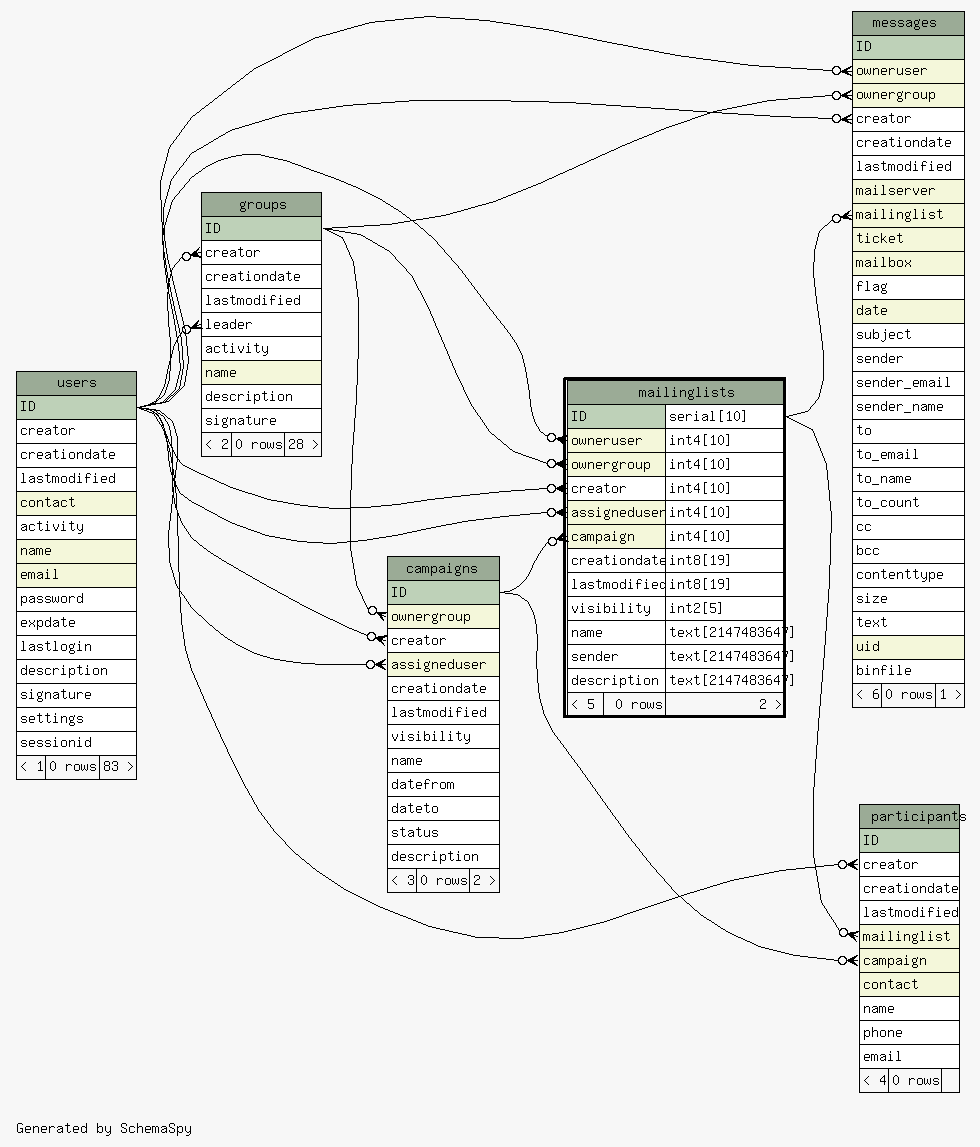 messages
ID
owneruser
ownergroup
creator
creationdate
lastmodified
mailserver
mailinglist
ticket
mailbox
flag
date
subject
sender
sender_email
sender_name
to
to_email
to_name
to_count
cc
bcc
contenttype
size
text
uid
binfile
< 6 0 rows 1 >
groups
ID
creator
creationdate
lastmodified
leader
activity
name
description
signature
< 2 0 rows 28 >
users
ID
creator
creationdate
lastmodified
contact
activity
name
email
password
expdate
lastlogin
description
signature
settings
sessionid
< 1 0 rows 83 >
mailinglists
ID serial[10]
owneruser int4[10]
ownergroup int4[10]
creator int4[10]
assigneduser int4[10]
campaign int4[10]
creationdate int8[19]
lastmodified int8[19]
visibility int2[5]
name text[2147483647]
sender text[2147483647]
description text[2147483647]
< 5 0 rows 2 >
campaigns
ID
ownergroup
creator
assigneduser
creationdate
lastmodified
visibility
name
datefrom
dateto
status
description
< 3 0 rows 2 >
participants
ID
creator
creationdate
lastmodified
mailinglist
campaign
contact
name
phone
email
< 4 0 rows
Generated by SchemaSpy